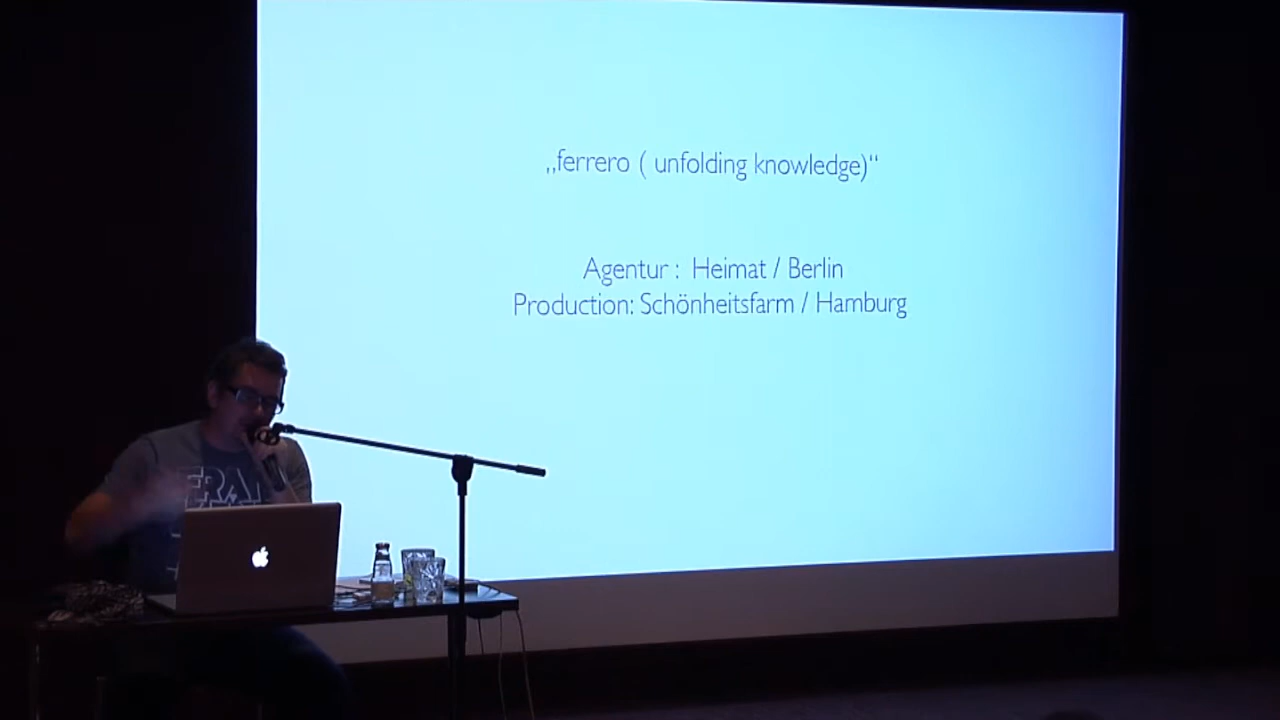 „ferrero ( unfolding knowledge)“
Agentur : Heimat / Berlin
Production: Schönheitsfarm / Hamburg